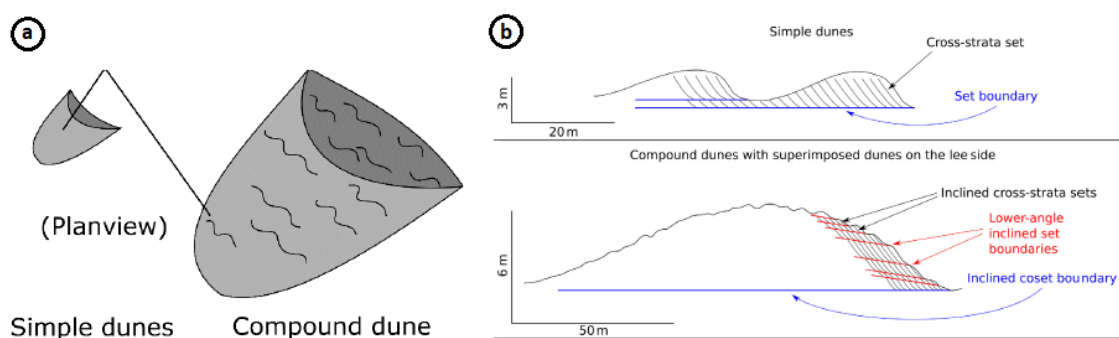 a
(Planview)
Simple dunes
Compound dune
b
Simple dunes
Cross-strata set
Set boundary
3 m
20 m
Compound dunes with superimposed dunes on the lee side
Inclined cross-strata sets
Lower-angle
inclined set
boundaries
Inclined coset boundary
6 m
50 m